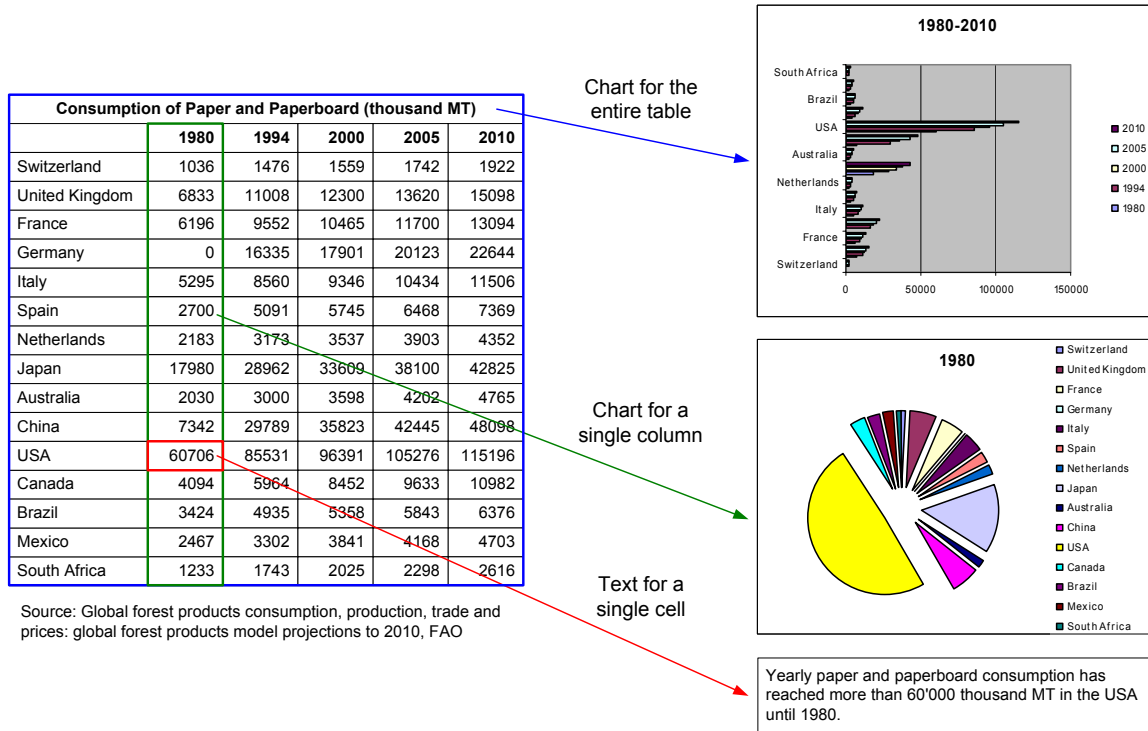 Consumption of Paper and Paperboard (thousand MT)
1980 1994 2000 2005 2010
Switzerland 1036 1476 1559 1742 1922
United Kingdom 6833 11008 12300 13620 15098
France 6196 9552 10465 11700 13094
Germany 0 16335 17901 20123 22644
Italy 5295 8560 9346 10434 11506
Spain 2700 5091 5745 6468 7369
Netherlands 2183 3173 3537 3903 4352
Japan 17980 28962 33609 38100 42825
Australia 2030 3000 3598 4202 4765
China 7342 29789 35823 42445 48098
USA 60706 85531 96391 105276 115196
Canada 4094 5964 8452 9633 10982
Brazil 3424 4935 5358 5843 6376
Mexico 2467 3302 3841 4168 4703
South Africa 1233 1743 2025 2298 2616
Source: Global forest products consumption, production, trade and
prices: global forest products model projections to 2010, FAO
Chart for the
entire table
Chart for a
single column
Text for a
single cell
1980-2010
South Africa
Brazil
USA
Australia
Netherlands
Italy
France
Switzerland
0 50000 100000 150000
2010
2005
2000
1994
1980
1980
Switzerland
United Kingdom
France
Germany
Italy
Spain
Netherlands
Japan
Australia
China
USA
Canada
Brazil
Mexico
South Africa
Yearly paper and paperboard consumption has
reached more than 60'000 thousand MT in the USA
until 1980.